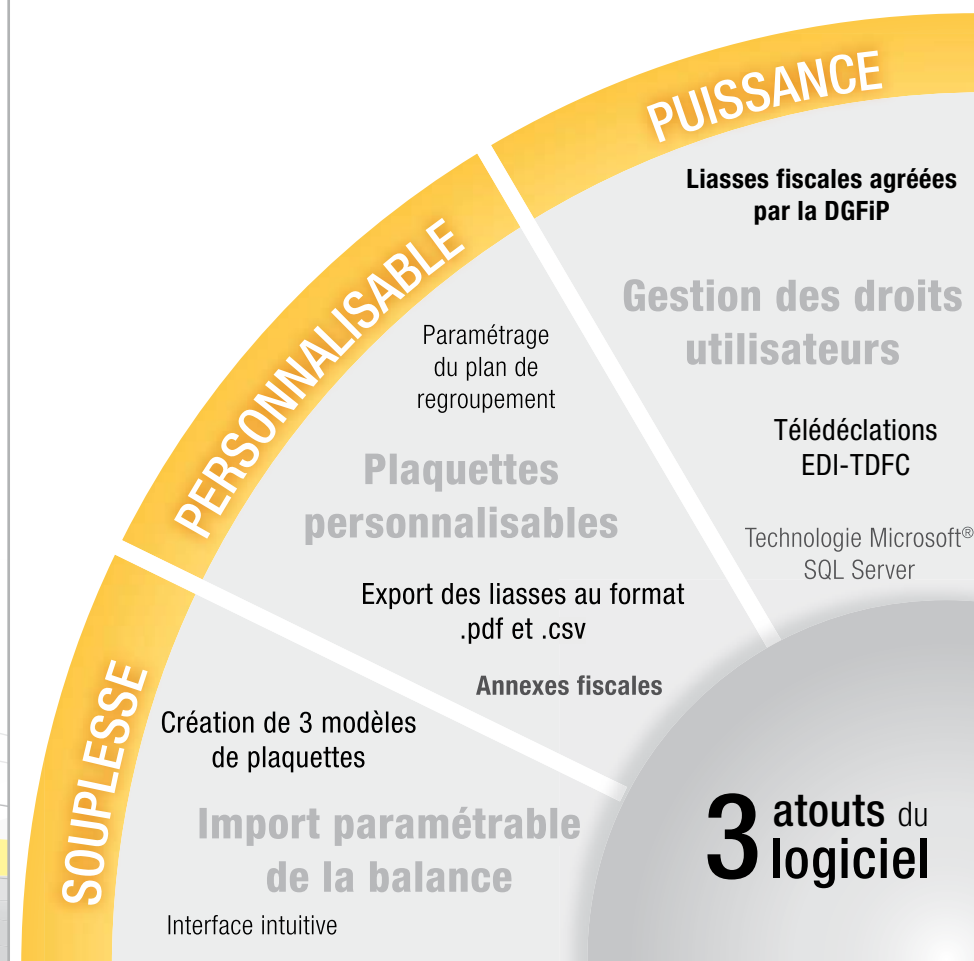 PUISSANCE
Liasses fiscales agréées
par la DGFiP
Gestion des droits
utilisateurs
Télédéclations
EDI-TDFC
Technologie Microsoft®
SQL Server
PERSONNALISABLE
Paramétrage
du plan de
regroupement
Plaquettes
personnalisables
Export des liasses au format
.pdf et .csv
Annexes fiscales
SOUPLESSE
Création de 3 modèles
de plaquettes
Import paramétrable
de la balance
Interface intuitive
3 atouts du
logiciel